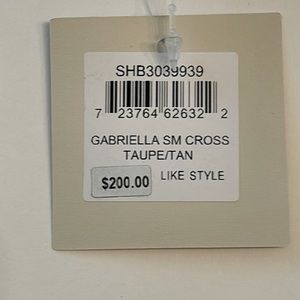 SHB3039939
7 23764 62632 2
GABRIELLA SM CROSS
TAUPE/TAN
$200.00 LIKE STYLE